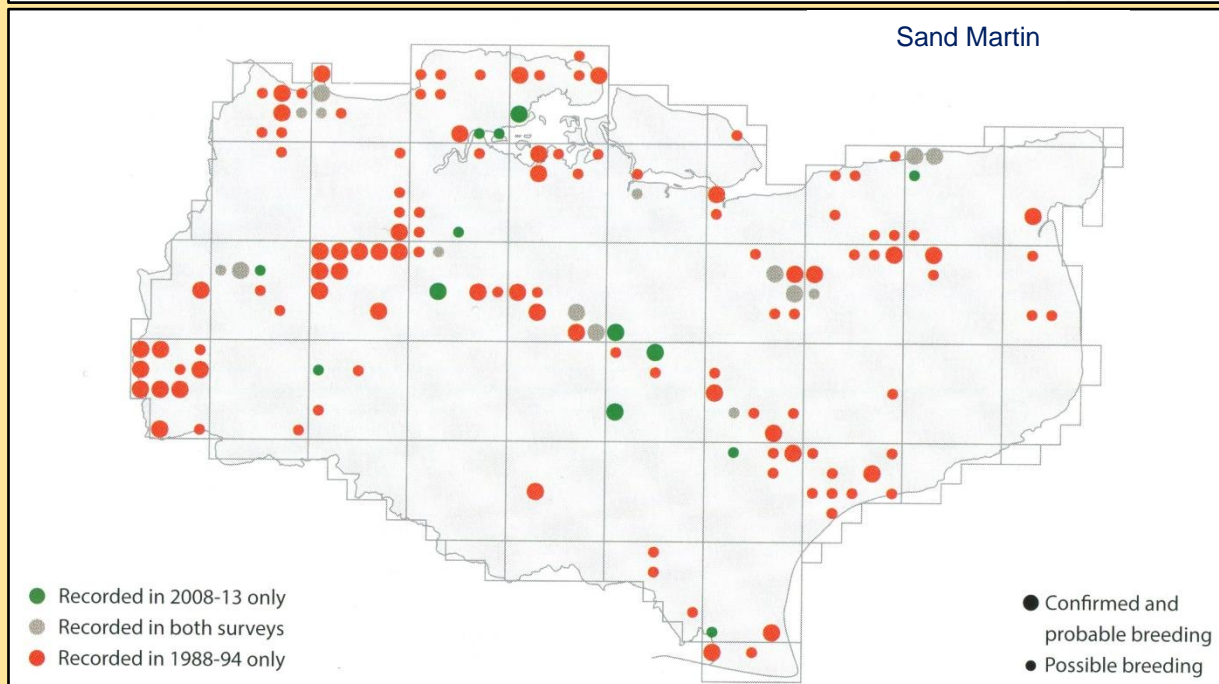 Sand Martin
Recorded in 2008-13 only
Recorded in both surveys
Recorded in 1988-94 only
Confirmed and
probable breeding
Possible breeding